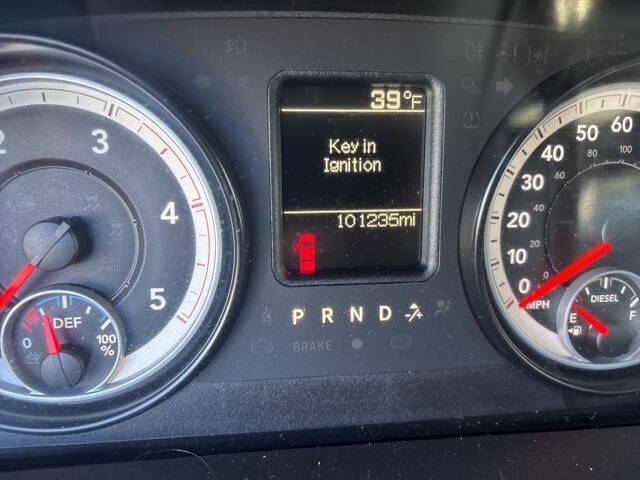 39°F
Key in
Ignition
101235mi
P R N D
BRAKE
2
3
4
5
DEF
0
100
%
60
50
40
30
20
10
0
MPH
100
80
DIESEL
E
F